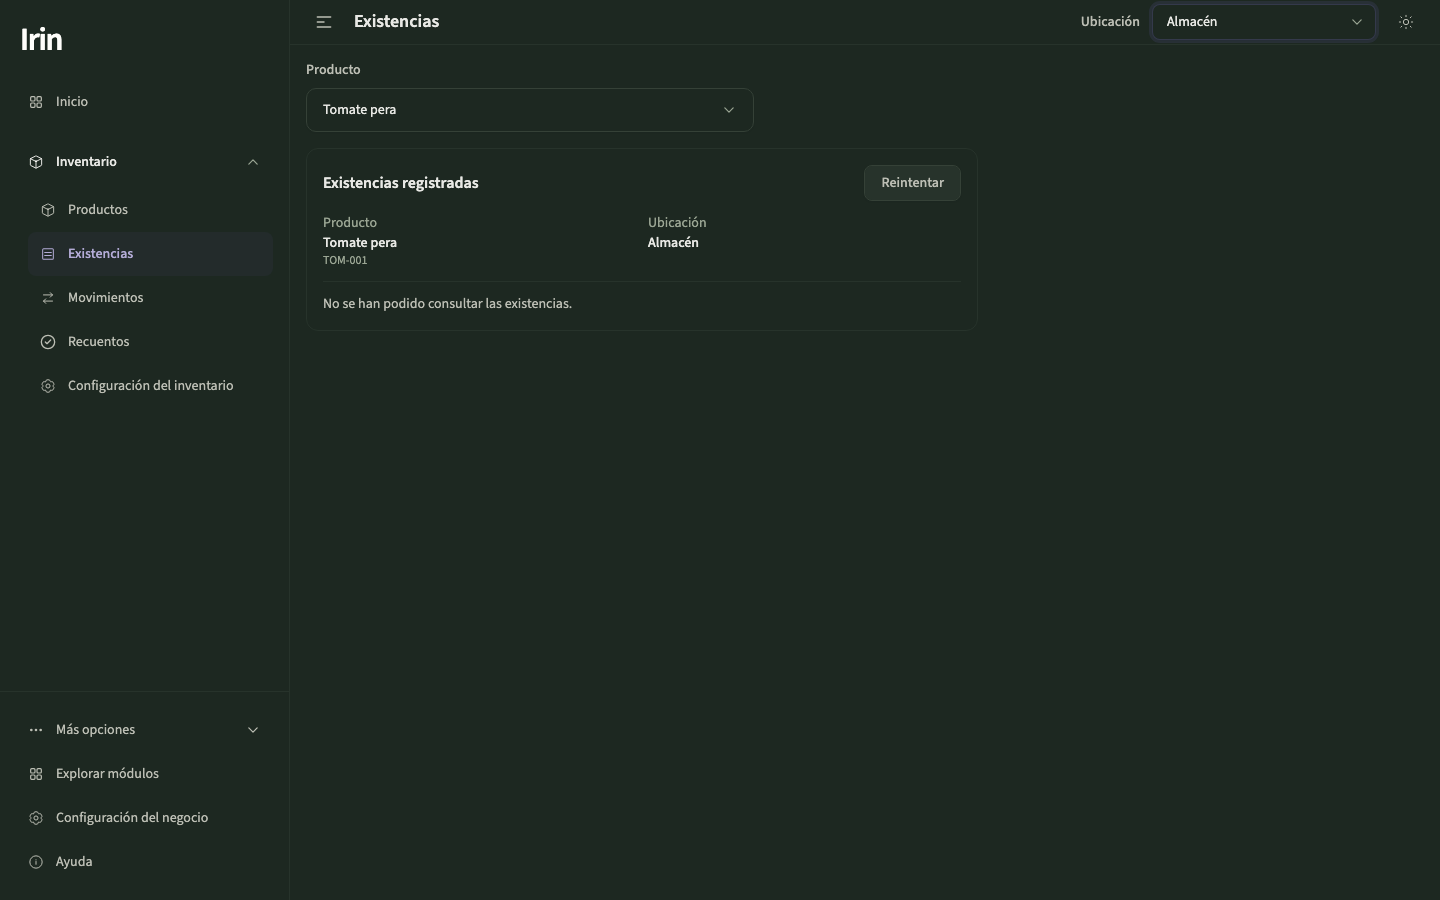 Irin
Inicio
Inventario
Productos
Existencias
Movimientos
Recuentos
Configuración del inventario
Más opciones
Explorar módulos
Configuración del negocio
Ayuda
Existencias
Ubicación
Almacén
Producto
Tomate pera
Existencias registradas
Reintentar
Producto
Tomate pera
TOM-001
Ubicación
Almacén
No se han podido consultar las existencias.